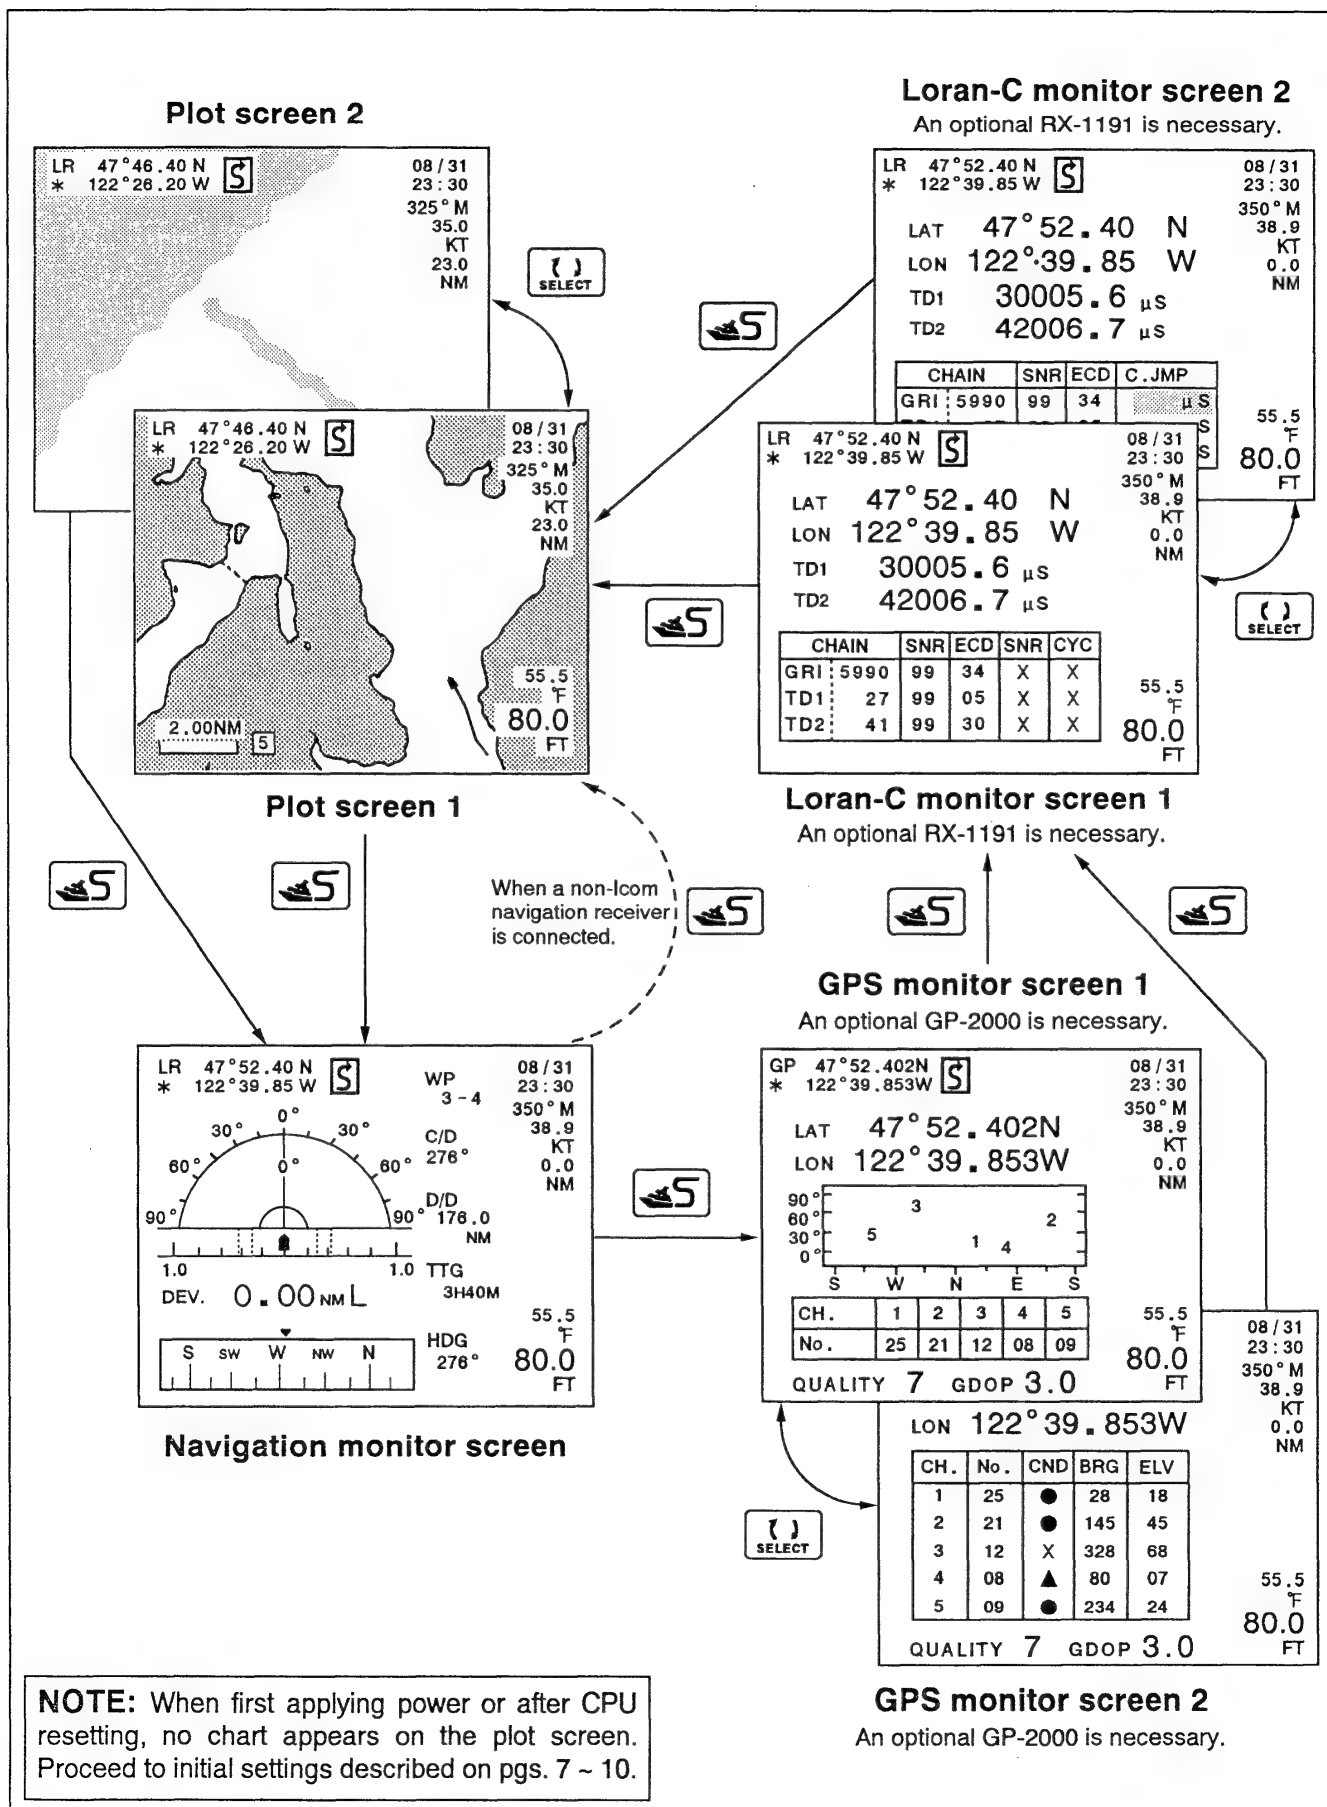 Plot screen 2
LR 47°46.40 N
* 122°26.20 W
S
08/31
23:30
325°M
35.0
KT
23.0
NM
SELECT
LR 47°46.40 N
* 122°26.20 W
S
08/31
23:30
325°M
35.0
KT
23.0
NM
55.5
°F
80.0
FT
2.00NM
5
Plot screen 1
Loran-C monitor screen 2
An optional RX-1191 is necessary.
LR 47°52.40 N
* 122°39.85 W
S
08/31
23:30
350°M
38.9
KT
0.0
NM
LAT 47°52.40 N
LON 122°39.85 W
TD1 30005.6 µS
TD2 42006.7 µS
CHAIN SNR ECD C.JMP
GRI 5990 99 34 µS
S
S
55.5
°F
80.0
FT
S
LR 47°52.40 N
* 122°39.85 W
S
08/31
23:30
350°M
38.9
KT
0.0
NM
LAT 47°52.40 N
LON 122°39.85 W
TD1 30005.6 µS
TD2 42006.7 µS
CHAIN SNR ECD SNR CYC
GRI 5990 99 34 X X
TD1 27 99 05 X X
TD2 41 99 30 X X
55.5
°F
80.0
FT
S
SELECT
Loran-C monitor screen 1
An optional RX-1191 is necessary.
S
S
When a non-Icom
navigation receiver
is connected.
S
S
S
GPS monitor screen 1
An optional GP-2000 is necessary.
LR 47°52.40 N
* 122°39.85 W
S
WP
3-4
08/31
23:30
350°M
38.9
KT
0.0
NM
0°
30° 30°
60° 0° 60°
90° 90°
1.0 1.0
C/D
276°
D/D
176.0
NM
TTG
3H40M
DEV. 0.00 NM L
S SW W NW N
HDG
276°
55.5
°F
80.0
FT
Navigation monitor screen
S
GP 47°52.402N
* 122°39.853W
S
08/31
23:30
350°M
38.9
KT
0.0
NM
LAT 47°52.402N
LON 122°39.853W
90°
60°
30°
0°
5 3 1 4 2
S W N E S
CH. 1 2 3 4 5
No. 25 21 12 08 09
QUALITY 7 GDOP 3.0
55.5
°F
80.0
FT
SELECT
08/31
23:30
350°M
38.9
KT
0.0
NM
LON 122°39.853W
CH. No. CND BRG ELV
1 25 ● 28 18
2 21 ● 145 45
3 12 X 328 68
4 08 ▲ 80 07
5 09 ● 234 24
QUALITY 7 GDOP 3.0
55.5
°F
80.0
FT
GPS monitor screen 2
An optional GP-2000 is necessary.
NOTE: When first applying power or after CPU
resetting, no chart appears on the plot screen.
Proceed to initial settings described on pgs. 7 ~ 10.